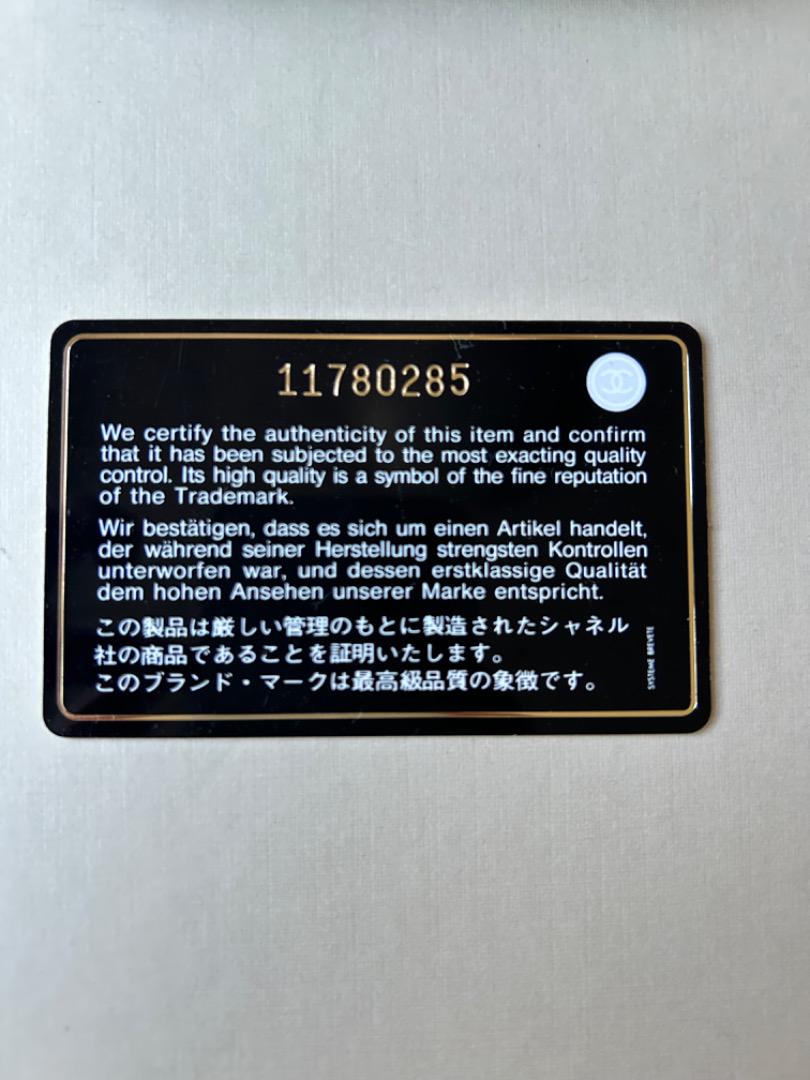 11780285
We certify the authenticity of this item and confirm
that it has been subjected to the most exacting quality
control. Its high quality is a symbol of the fine reputation
of the Trademark.
Wir bestätigen, dass es sich um einen Artikel handelt,
der während seiner Herstellung strengsten Kontrollen
unterworfen war, und dessen erstklassige Qualität
dem hohen Ansehen unserer Marke entspricht.
この製品は厳しい管理のもとに製造されたシャネル
社の商品であることを証明いたします。
このブランド・マークは最高級品質の象徴です。
SYSTEME BREVETE